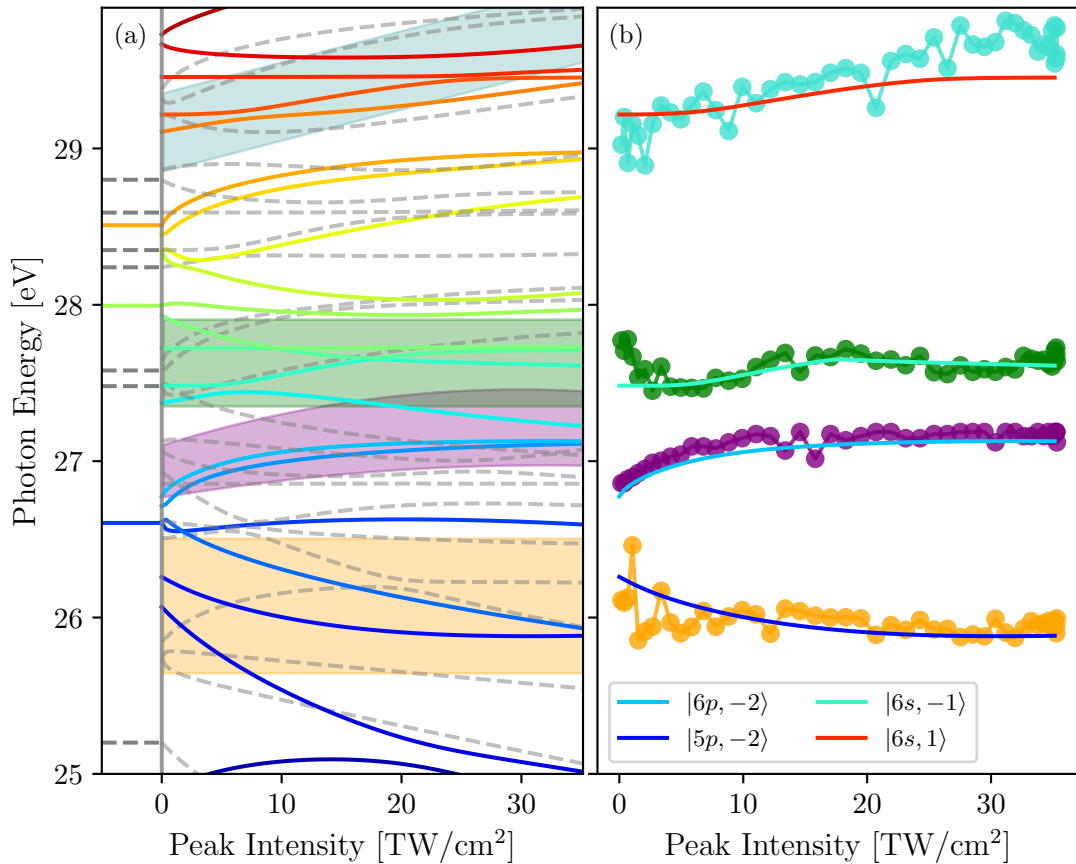 (a)
(b)
Photon Energy [eV]
29
28
27
26
25
0
10
20
30
0
10
20
30
Peak Intensity [TW/cm²]
Peak Intensity [TW/cm²]
|6p, −2⟩
|6s, −1⟩
|5p, −2⟩
|6s, 1⟩